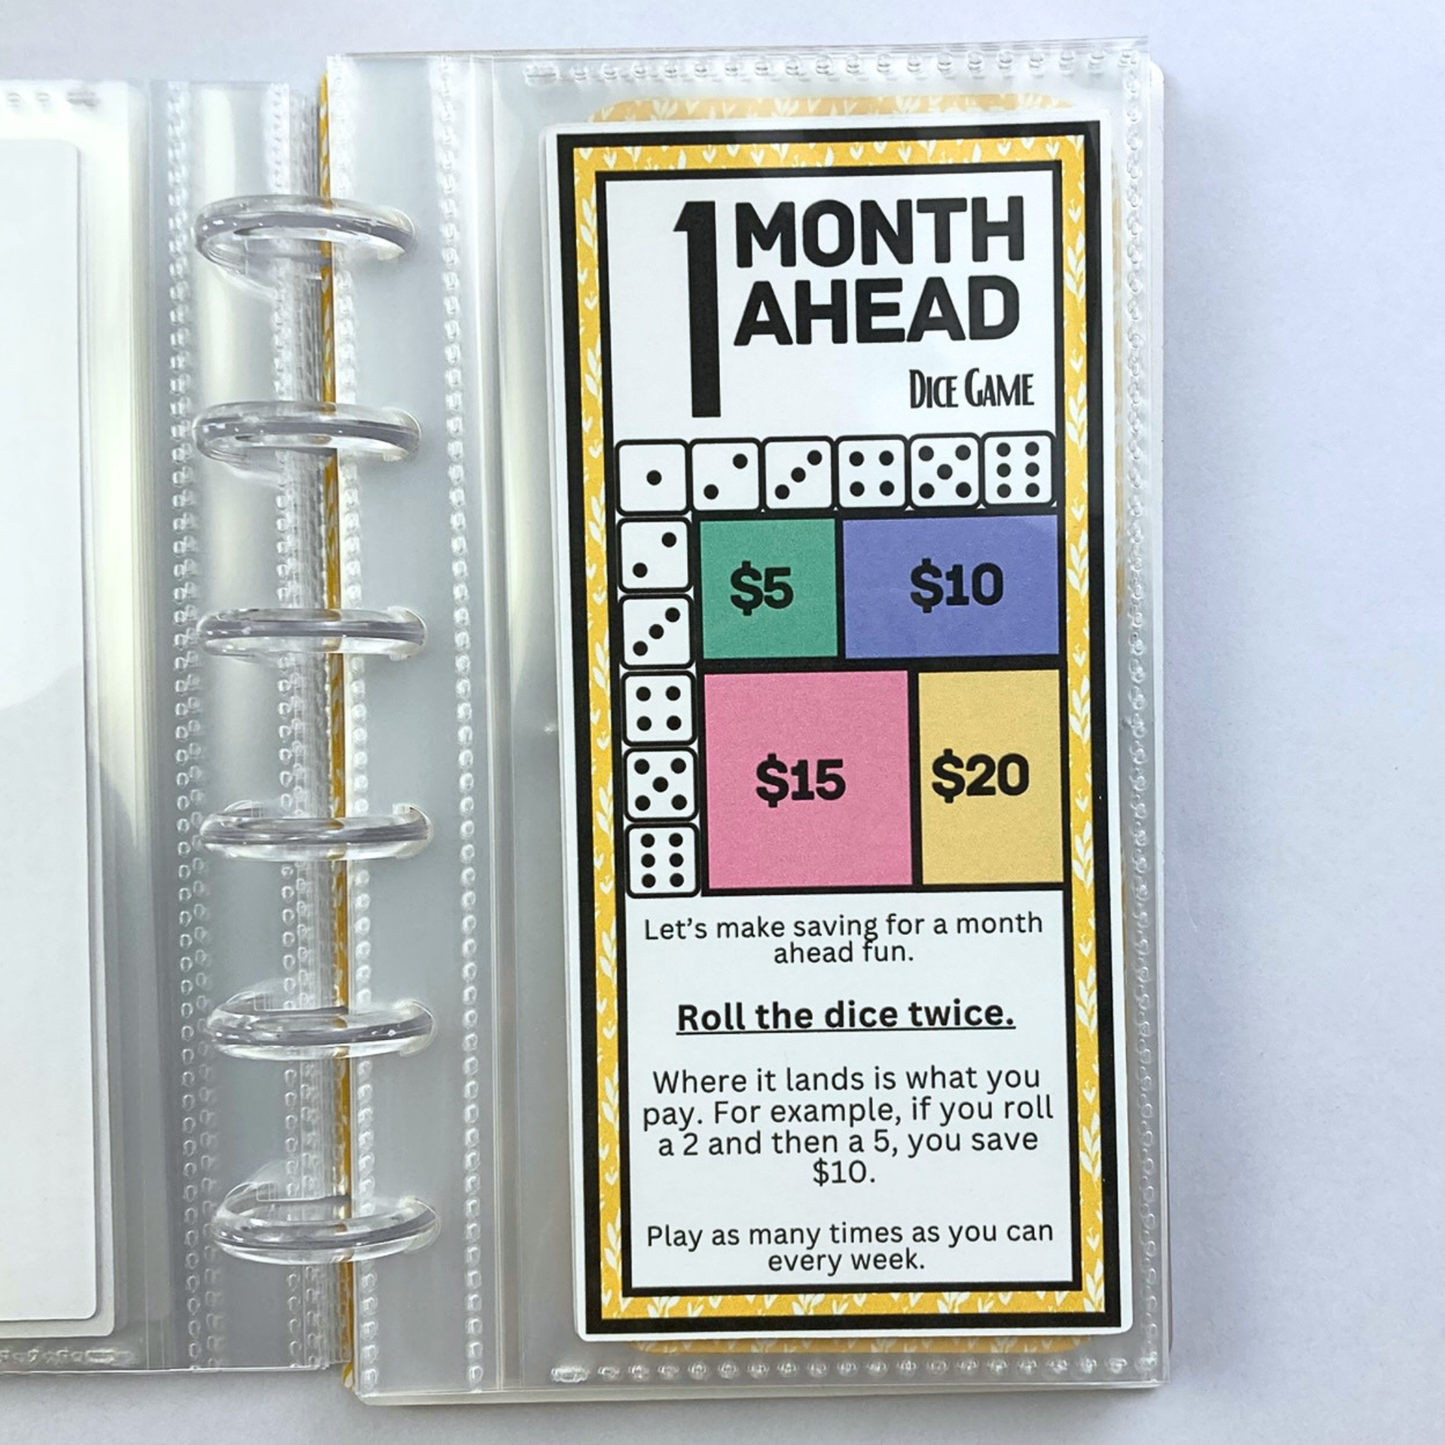 1 MONTH
AHEAD
DICE GAME
$5
$10
$15
$20
Let's make saving for a month
ahead fun.
Roll the dice twice.
Where it lands is what you
pay. For example, if you roll
a 2 and then a 5, you save
$10.
Play as many times as you can
every week.